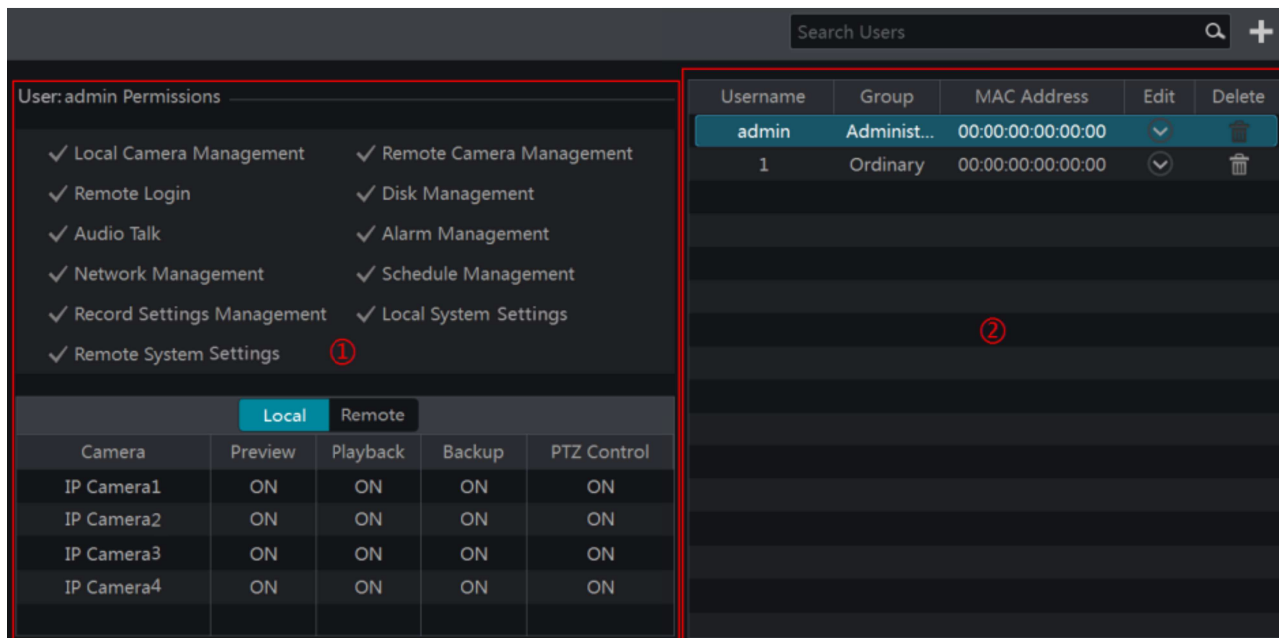 Search Users
User: admin Permissions
Local Camera Management Remote Camera Management
Remote Login Disk Management
Audio Talk Alarm Management
Network Management Schedule Management
Record Settings Management Local System Settings
Remote System Settings ①
Local Remote
Camera Preview Playback Backup PTZ Control
IP Camera1 ON ON ON ON
IP Camera2 ON ON ON ON
IP Camera3 ON ON ON ON
IP Camera4 ON ON ON ON
Username Group MAC Address Edit Delete
admin Administ... 00:00:00:00:00:00
1 Ordinary 00:00:00:00:00:00
②